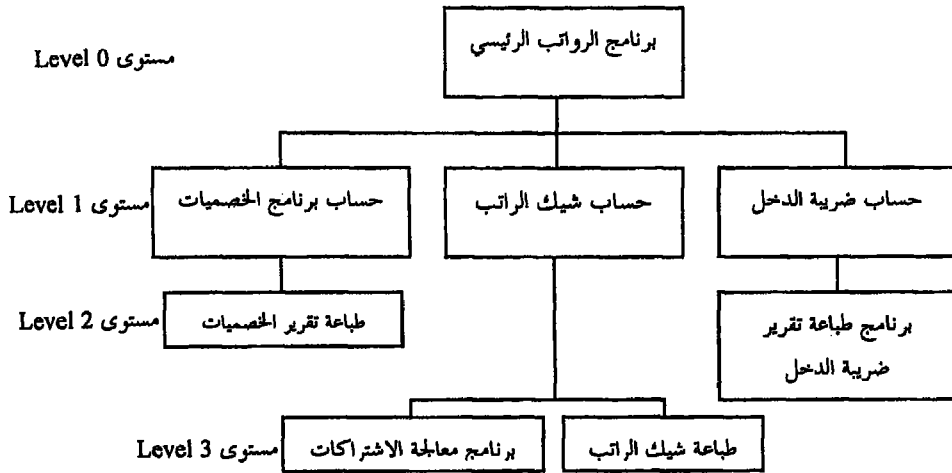 برنامج الرواتب الرئيسي
مستوى Level 0
حساب ضريبة الدخل
حساب شيك الراتب
حساب برنامج الخصميات
مستوى Level 1
برنامج طباعة تقرير
ضريبة الدخل
طباعة تقرير الخصميات
مستوى Level 2
طباعة شيك الراتب
برنامج معالجة الاشتراكات
مستوى Level 3